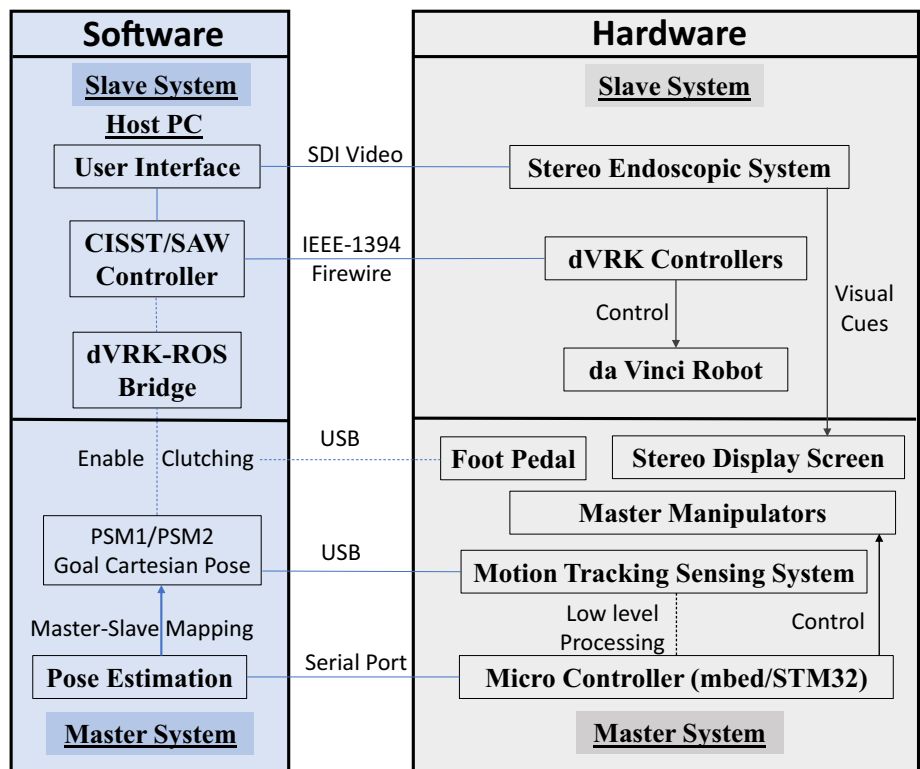 Software
Hardware
Slave System
Slave System
Host PC
User Interface
SDI Video
Stereo Endoscopic System
CISST/SAW
Controller
IEEE-1394
Firewire
dVRK Controllers
Visual
Cues
Control
dVRK-ROS
Bridge
da Vinci Robot
USB
Enable Clutching
Foot Pedal
Stereo Display Screen
Master Manipulators
PSM1/PSM2
Goal Cartesian Pose
USB
Motion Tracking Sensing System
Low level
Processing
Control
Master-Slave Mapping
Serial Port
Pose Estimation
Micro Controller (mbed/STM32)
Master System
Master System